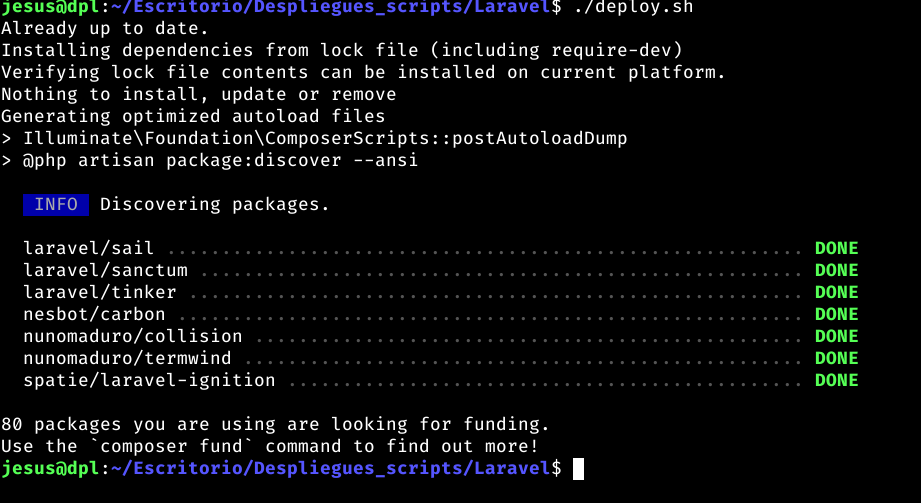 jesus@dpl:~/Escritorio/Despliegues_scripts/Laravel$ ./deploy.sh
Already up to date.
Installing dependencies from lock file (including require-dev)
Verifying lock file contents can be installed on current platform.
Nothing to install, update or remove
Generating optimized autoload files
> Illuminate\Foundation\ComposerScripts::postAutoloadDump
> @php artisan package:discover --ansi
INFO Discovering packages.
laravel/sail .......................................................... DONE
laravel/sanctum ....................................................... DONE
laravel/tinker ........................................................ DONE
nesbot/carbon ......................................................... DONE
nunomaduro/collision .................................................. DONE
nunomaduro/termwind ................................................... DONE
spatie/laravel-ignition ............................................... DONE
80 packages you are using are looking for funding.
Use the `composer fund` command to find out more!
jesus@dpl:~/Escritorio/Despliegues_scripts/Laravel$